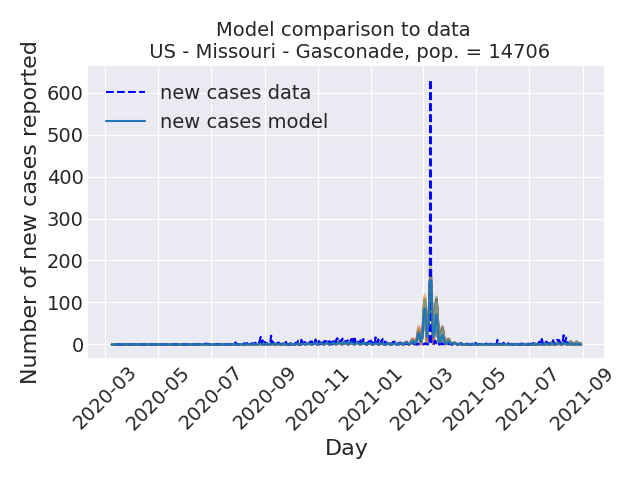 Model comparison to data
US - Missouri - Gasconade, pop. = 14706
Number of new cases reported
600
500
400
300
200
100
0
new cases data
new cases model
2020-03
2020-05
2020-07
2020-09
2020-11
2021-01
2021-03
2021-05
2021-07
2021-09
Day